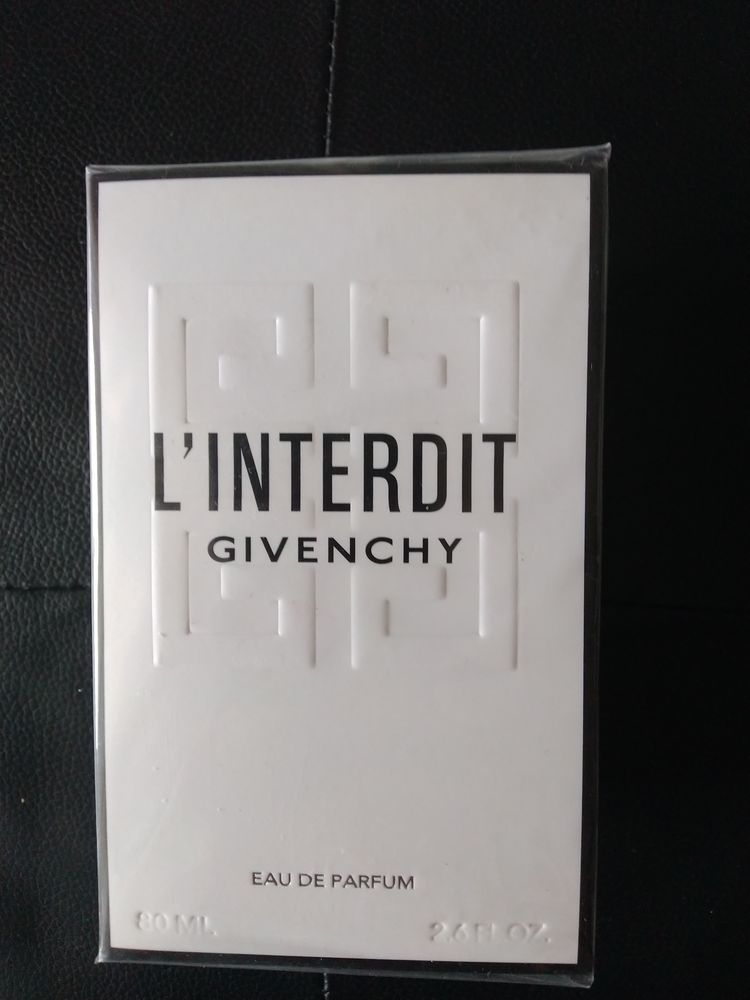 L'INTERDIT
GIVENCHY
EAU DE PARFUM
80 ML 2.6 FL OZ.